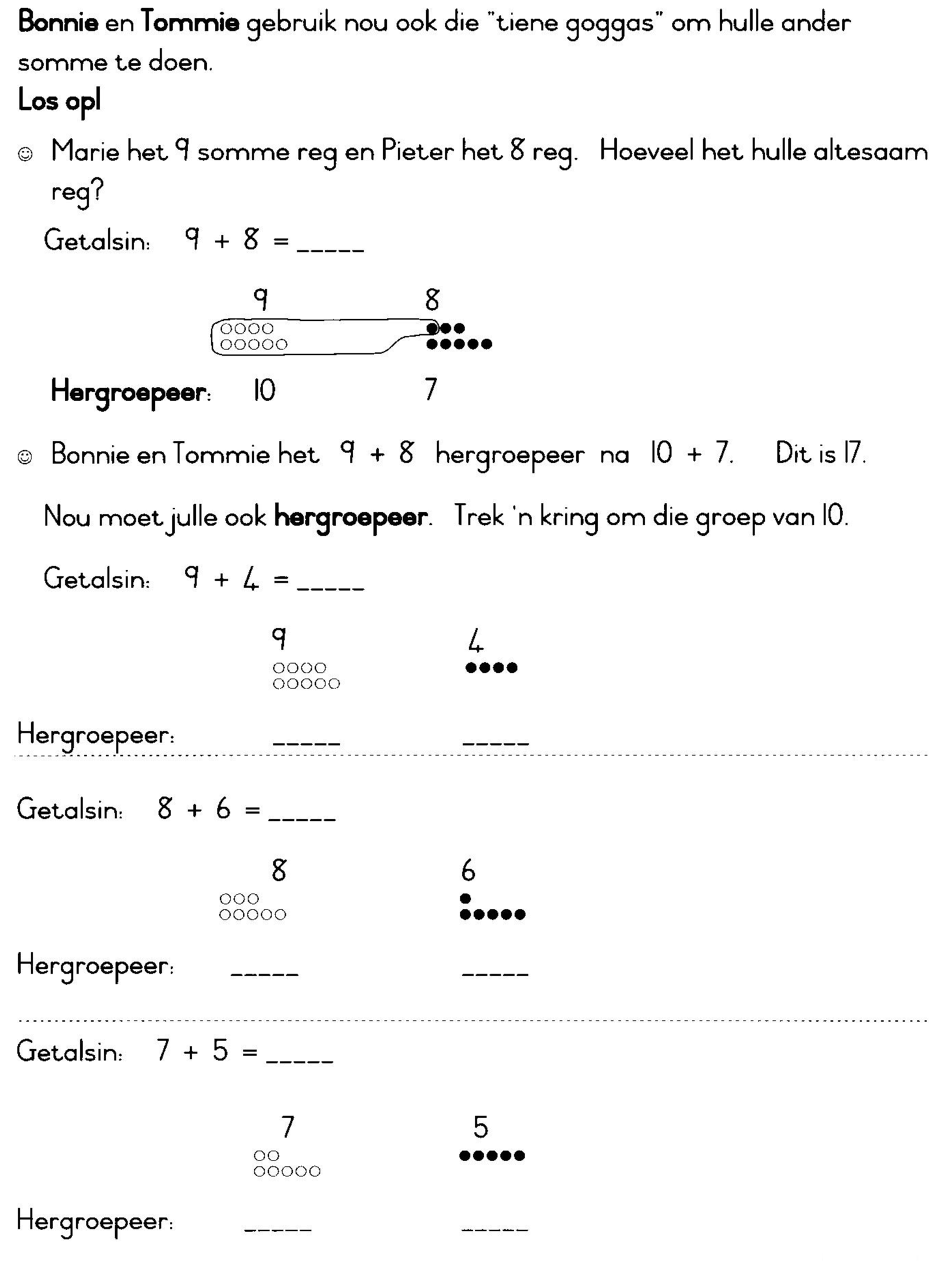 Bonnie en Tommie gebruik nou ook die "tiene goggas" om hulle ander
somme te doen.
Los op!
☺ Marie het 9 somme reg en Pieter het 8 reg. Hoeveel het hulle altesaam
reg?
Getalsin: 9 + 8 = _____
9 8
Hergroepeer: 10 7
☺ Bonnie en Tommie het 9 + 8 hergroepeer na 10 + 7. Dit is 17.
Nou moet julle ook hergroepeer. Trek 'n kring om die groep van 10.
Getalsin: 9 + 4 = _____
9 4
Hergroepeer: _____ _____
Getalsin: 8 + 6 = _____
8 6
Hergroepeer: _____ _____
Getalsin: 7 + 5 = _____
7 5
Hergroepeer: _____ _____